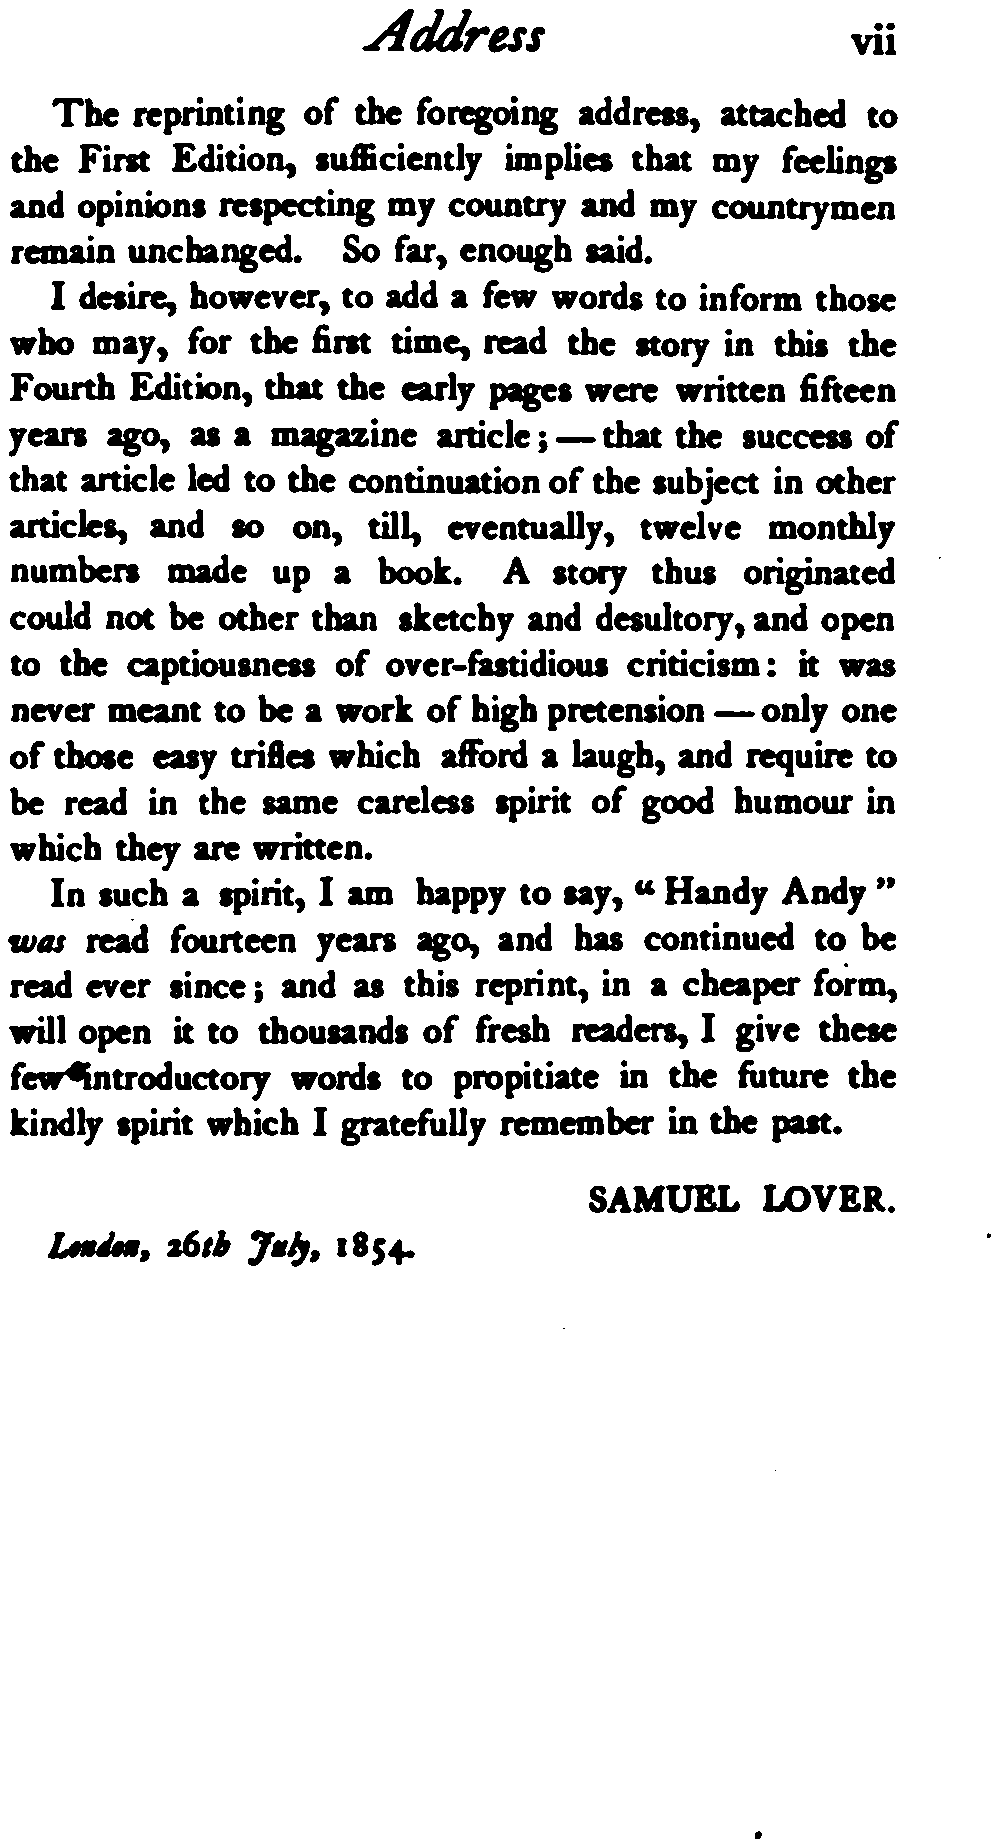 Address vii
The reprinting of the foregoing address, attached to
the First Edition, sufficiently implies that my feelings
and opinions respecting my country and my countrymen
remain unchanged. So far, enough said.
I desire, however, to add a few words to inform those
who may, for the first time, read the story in this the
Fourth Edition, that the early pages were written fifteen
years ago, as a magazine article; — that the success of
that article led to the continuation of the subject in other
articles, and so on, till, eventually, twelve monthly
numbers made up a book. A story thus originated
could not be other than sketchy and desultory, and open
to the captiousness of over-fastidious criticism: it was
never meant to be a work of high pretension — only one
of those easy trifles which afford a laugh, and require to
be read in the same careless spirit of good humour in
which they are written.
In such a spirit, I am happy to say, “Handy Andy”
was read fourteen years ago, and has continued to be
read ever since; and as this reprint, in a cheaper form,
will open it to thousands of fresh readers, I give these
few introductory words to propitiate in the future the
kindly spirit which I gratefully remember in the past.
SAMUEL LOVER.
London, 26th July, 1854.